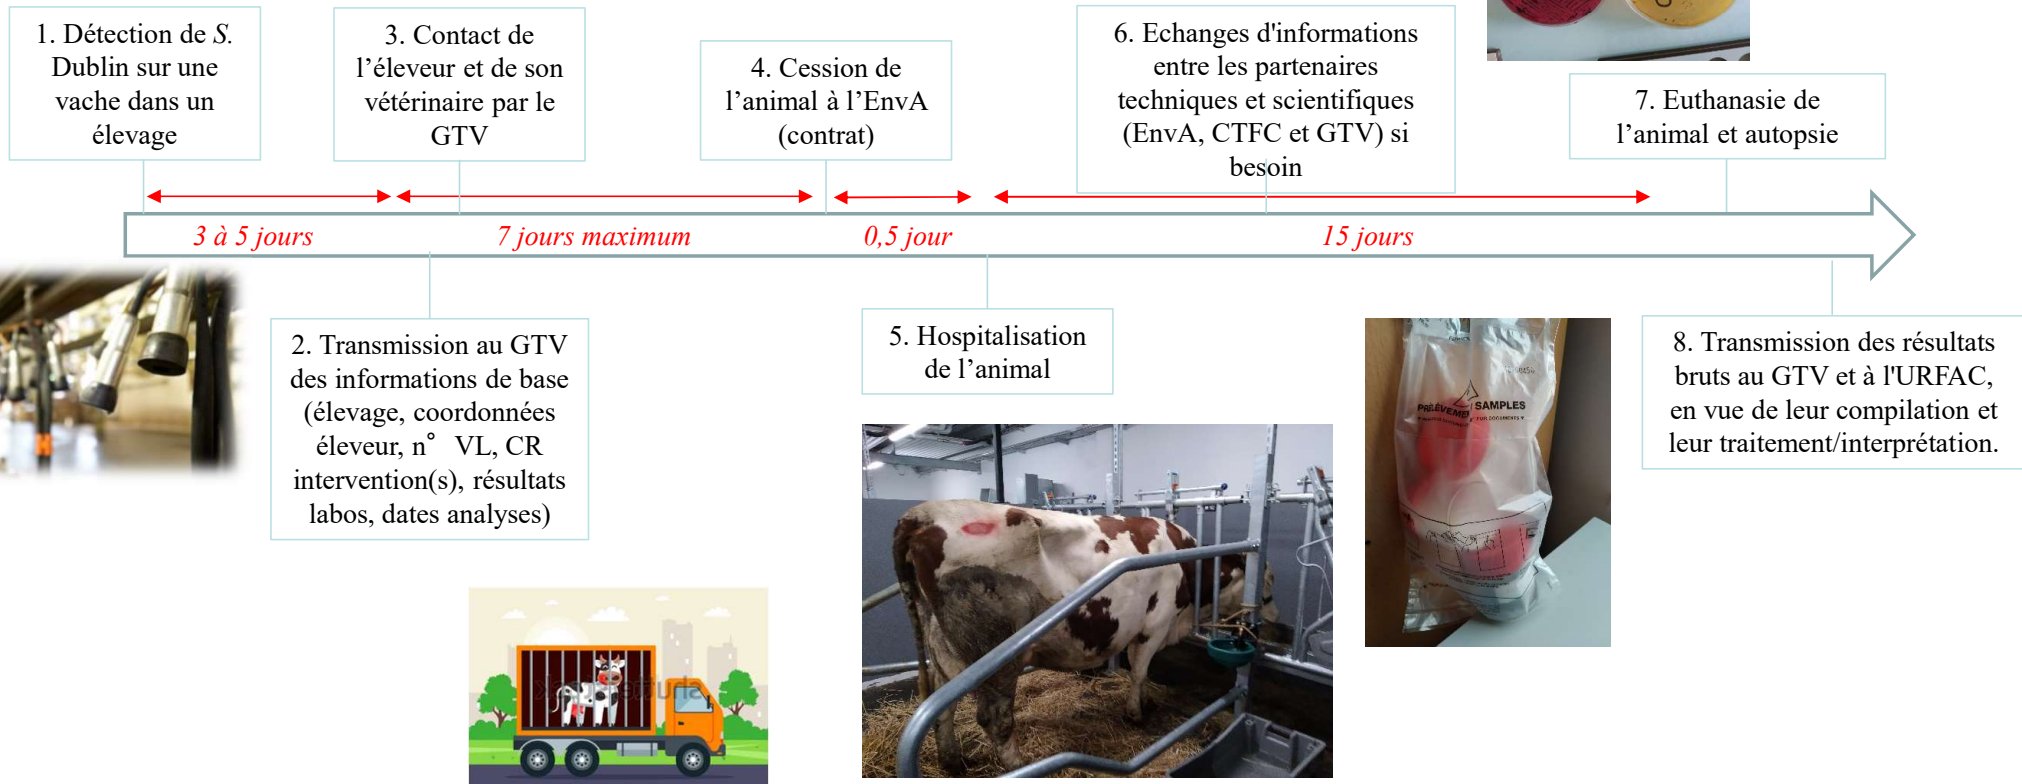 1. Détection de S.
Dublin sur une
vache dans un
élevage
3. Contact de
l’éleveur et de son
vétérinaire par le
GTV
4. Cession de
l’animal à l’EnvA
(contrat)
6. Echanges d'informations
entre les partenaires
techniques et scientifiques
(EnvA, CTFC et GTV) si
besoin
7. Euthanasie de
l’animal et autopsie
3 à 5 jours
7 jours maximum
0,5 jour
15 jours
2. Transmission au GTV
des informations de base
(élevage, coordonnées
éleveur, n° VL, CR
intervention(s), résultats
labos, dates analyses)
5. Hospitalisation
de l’animal
PRÉLÈVEMENT SAMPLES
8. Transmission des résultats
bruts au GTV et à l'URFAC,
en vue de leur compilation et
leur traitement/interprétation.